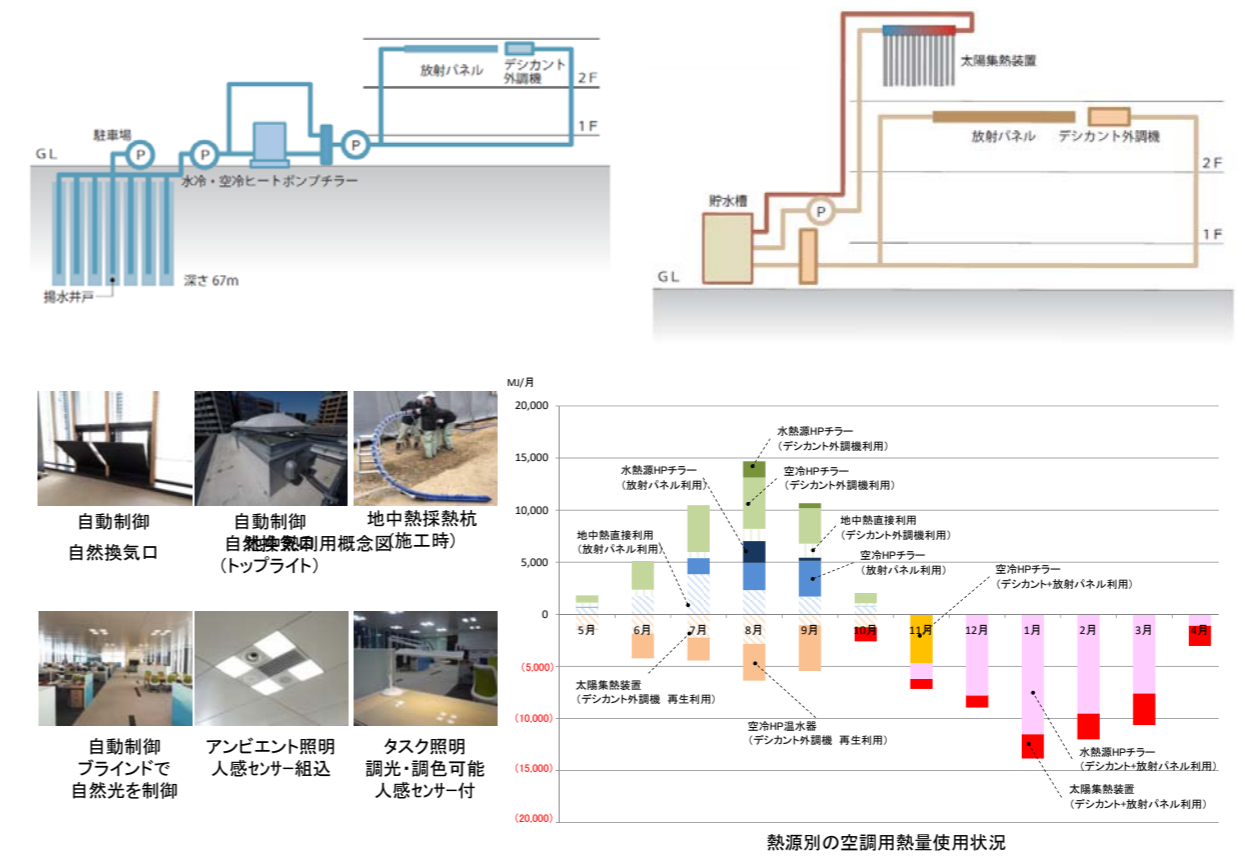 放射パネル
デシカント
外調機
2F
1F
駐車場
P
P
P
GL
水冷・空冷ヒートポンプチラー
深さ 67m
揚水井戸
太陽集熱装置
放射パネル
デシカント外調機
2F
貯水槽
P
1F
GL
自動制御
自然換気口
自動制御
自然換気口
(トップライト)
地中熱利用概念図
地中熱採熱杭
(施工時)
自動制御
ブラインドで
自然光を制御
アンビエント照明
人感センサー組込
タスク照明
調光・調色可能
人感センサー付
MJ/月
20,000
15,000
10,000
5,000
0
(5,000)
(10,000)
(15,000)
(20,000)
5月
6月
7月
8月
9月
10月
11月
12月
1月
2月
3月
4月
水熱源HPチラー
(デシカント外調機利用)
水熱源HPチラー
(放射パネル利用)
空冷HPチラー
(デシカント外調機利用)
地中熱直接利用
(放射パネル利用)
地中熱直接利用
(デシカント外調機利用)
空冷HPチラー
(放射パネル利用)
空冷HPチラー
(デシカント+放射パネル利用)
太陽集熱装置
(デシカント外調機 再生利用)
空冷HP温水器
(デシカント外調機 再生利用)
水熱源HPチラー
(デシカント+放射パネル利用)
太陽集熱装置
(デシカント+放射パネル利用)
熱源別の空調用熱量使用状況